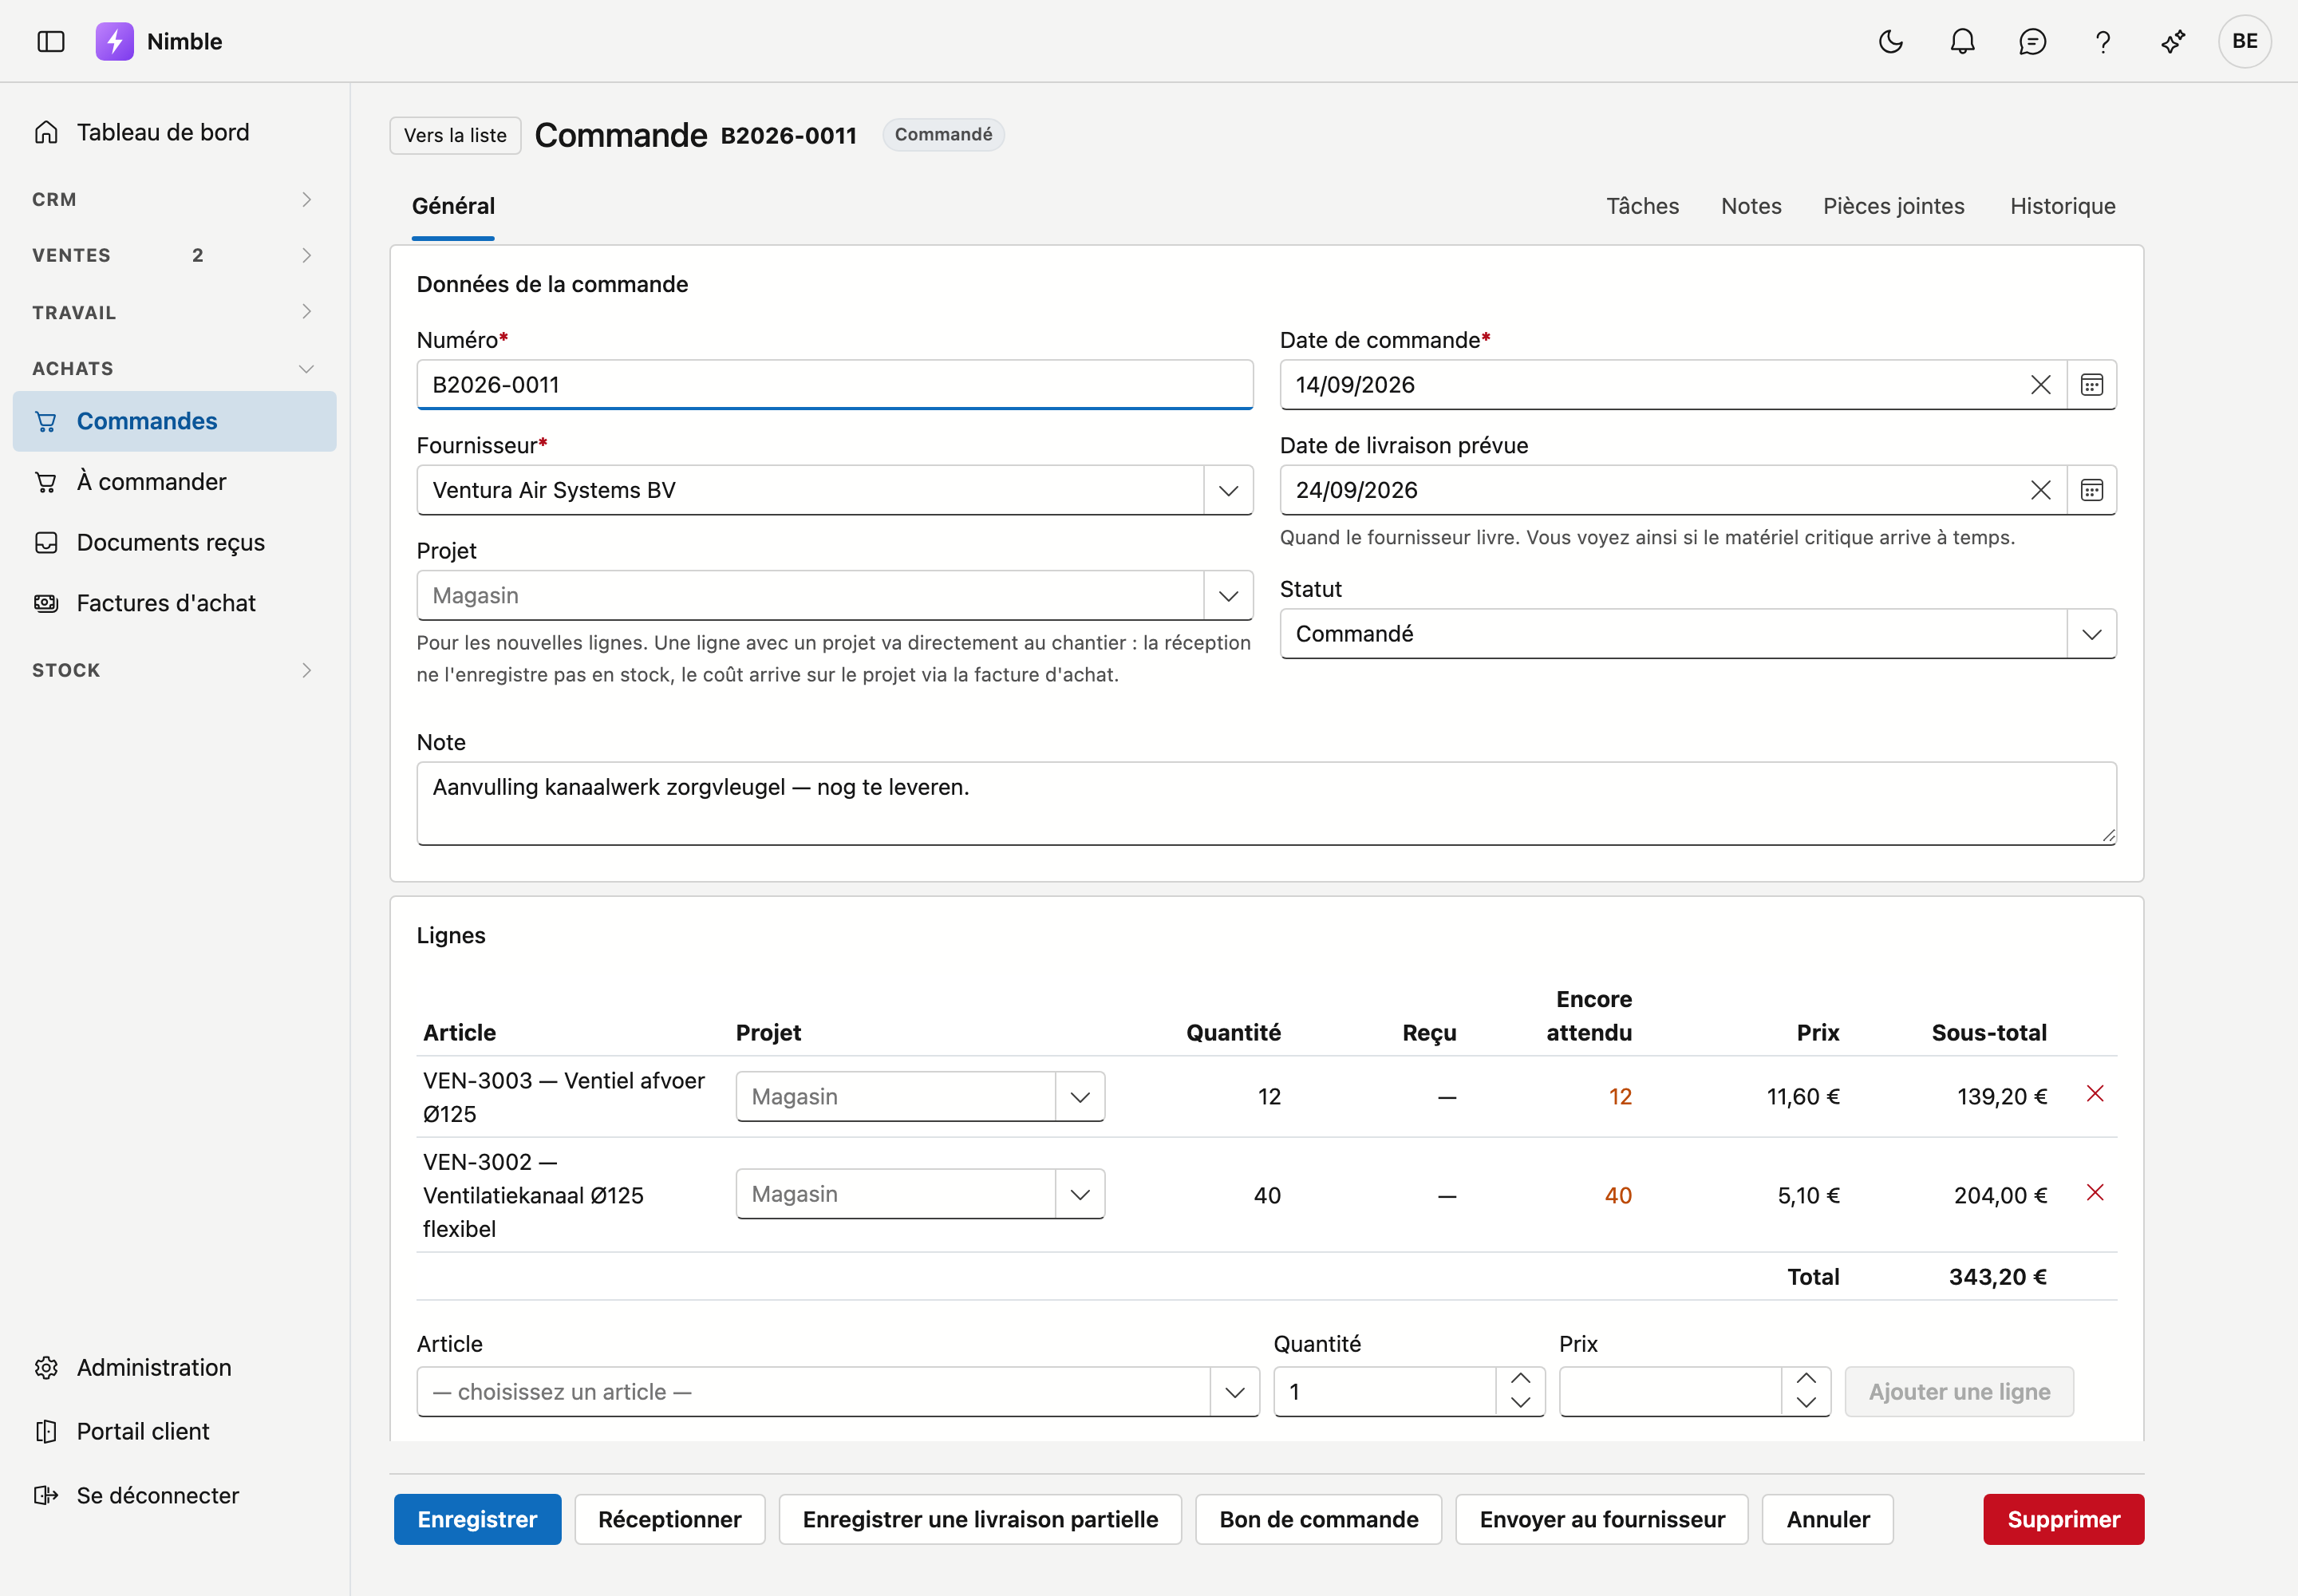 Nimble
BE
Tableau de bord
CRM
VENTES 2
TRAVAIL
ACHATS
Commandes
À commander
Documents reçus
Factures d'achat
STOCK
Administration
Portail client
Se déconnecter
Vers la liste Commande B2026-0011 Commandé
Général Tâches Notes Pièces jointes Historique
Données de la commande
Numéro*
B2026-0011
Date de commande*
14/09/2026
Fournisseur*
Ventura Air Systems BV
Date de livraison prévue
24/09/2026
Quand le fournisseur livre. Vous voyez ainsi si le matériel critique arrive à temps.
Projet
Magasin
Pour les nouvelles lignes. Une ligne avec un projet va directement au chantier : la réception
ne l'enregistre pas en stock, le coût arrive sur le projet via la facture d'achat.
Statut
Commandé
Note
Aanvulling kanaalwerk zorgvleugel — nog te leveren.
Lignes
Article Projet Quantité Reçu Encore
attendu Prix Sous-total
VEN-3003 — Ventiel afvoer
Ø125
Magasin 12 — 12 11,60 € 139,20 €
VEN-3002 —
Ventilatiekanaal Ø125
flexibel
Magasin 40 — 40 5,10 € 204,00 €
Total 343,20 €
Article Quantité Prix
— choisissez un article — 1 Ajouter une ligne
Enregistrer Réceptionner Enregistrer une livraison partielle Bon de commande Envoyer au fournisseur Annuler Supprimer